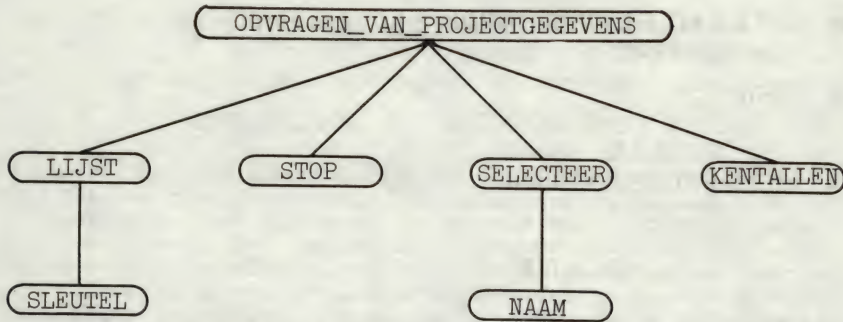 OPVRAGEN_VAN_PROJECTGEGEVENS
LIJST STOP SELECTEER KENTALLEN
SLEUTEL NAAM